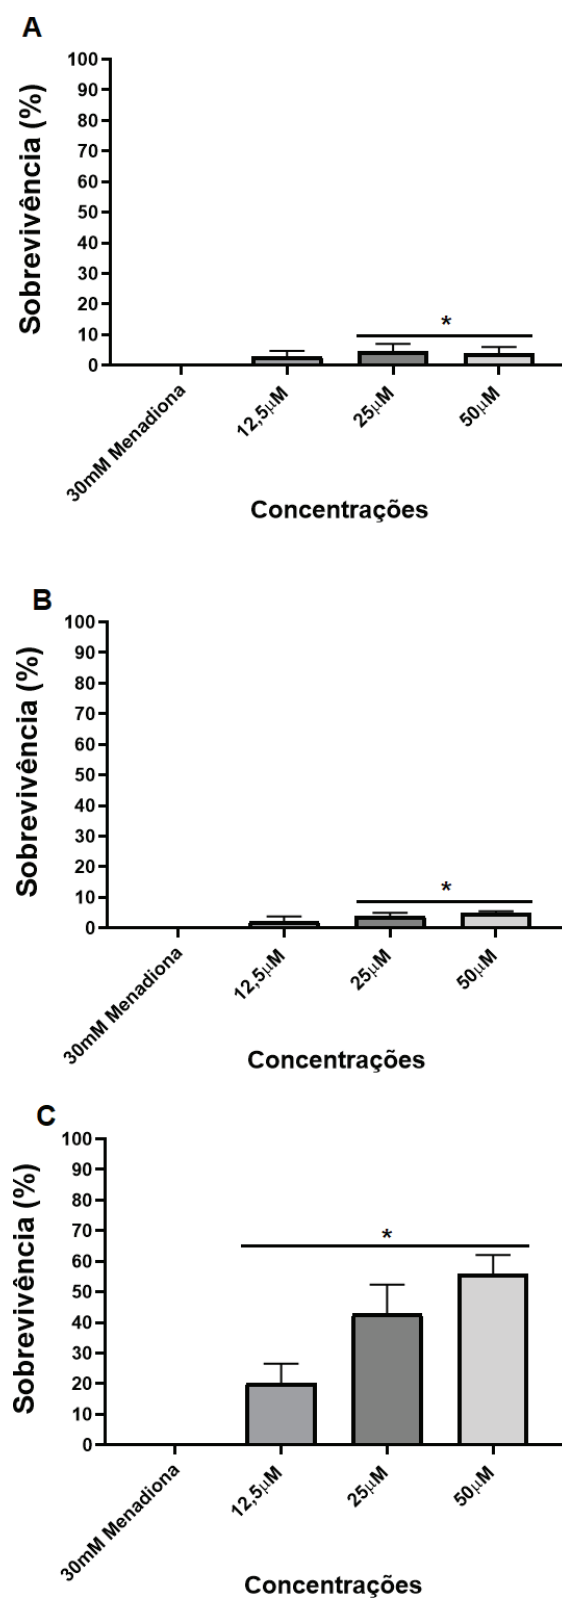 A
Sobrevivência (%)
100
90
80
70
60
50
40
30
20
10
0
*
30mM Menadiona
12,5μM
25μM
50μM
Concentrações
B
Sobrevivência (%)
100
90
80
70
60
50
40
30
20
10
0
*
30mM Menadiona
12,5μM
25μM
50μM
Concentrações
C
Sobrevivência (%)
100
90
80
70
60
50
40
30
20
10
0
*
30mM Menadiona
12,5μM
25μM
50μM
Concentrações